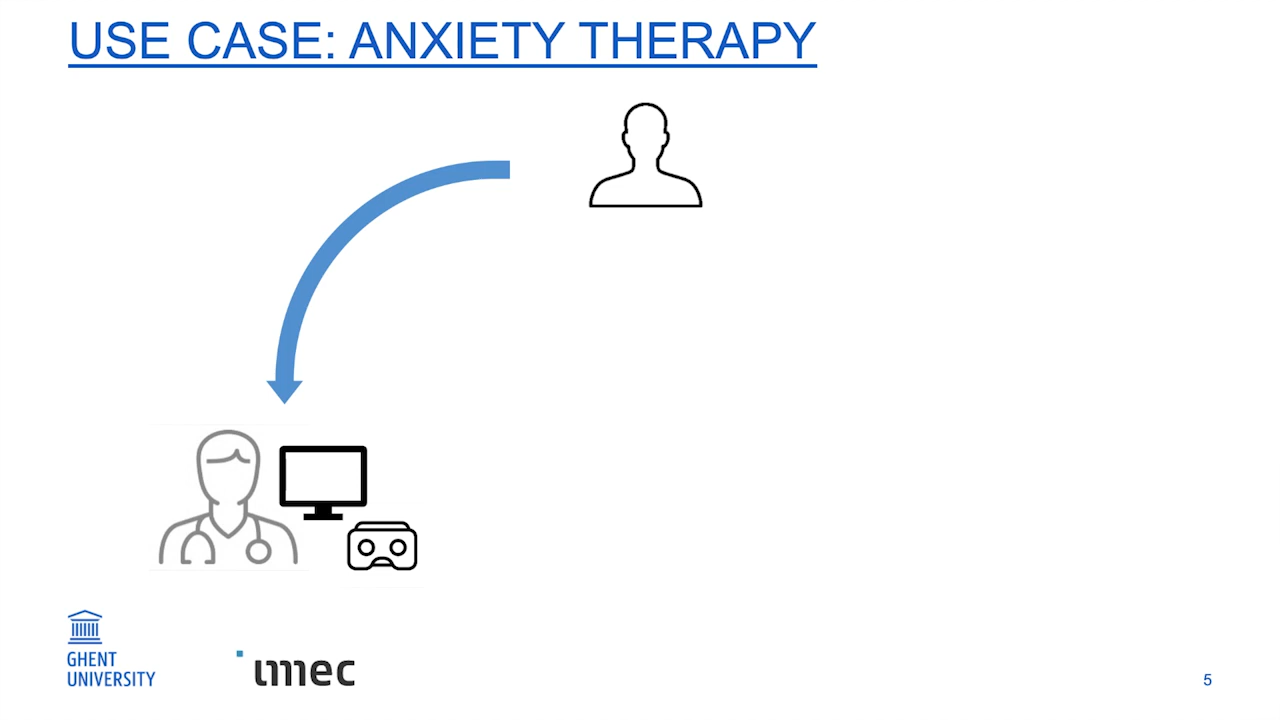 USE CASE: ANXIETY THERAPY
GHENT
UNIVERSITY
imec
5